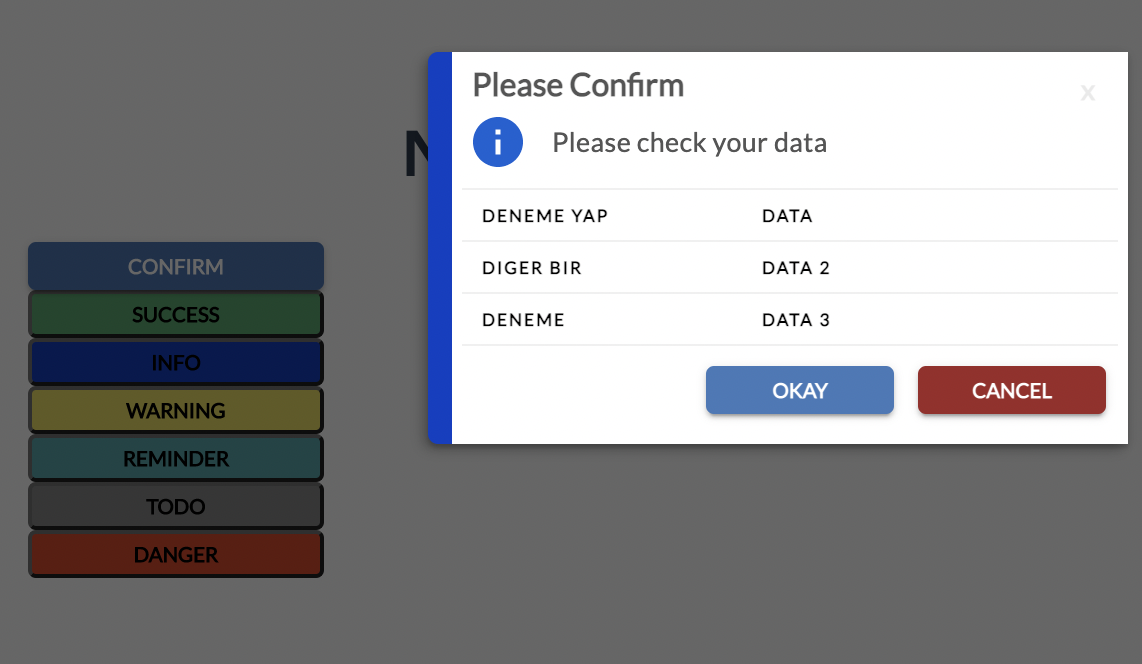 Please Confirm
x
Please check your data
DENEME YAP DATA
DIGER BIR DATA 2
DENEME DATA 3
OKAY CANCEL
CONFIRM
SUCCESS
INFO
WARNING
REMINDER
TODO
DANGER